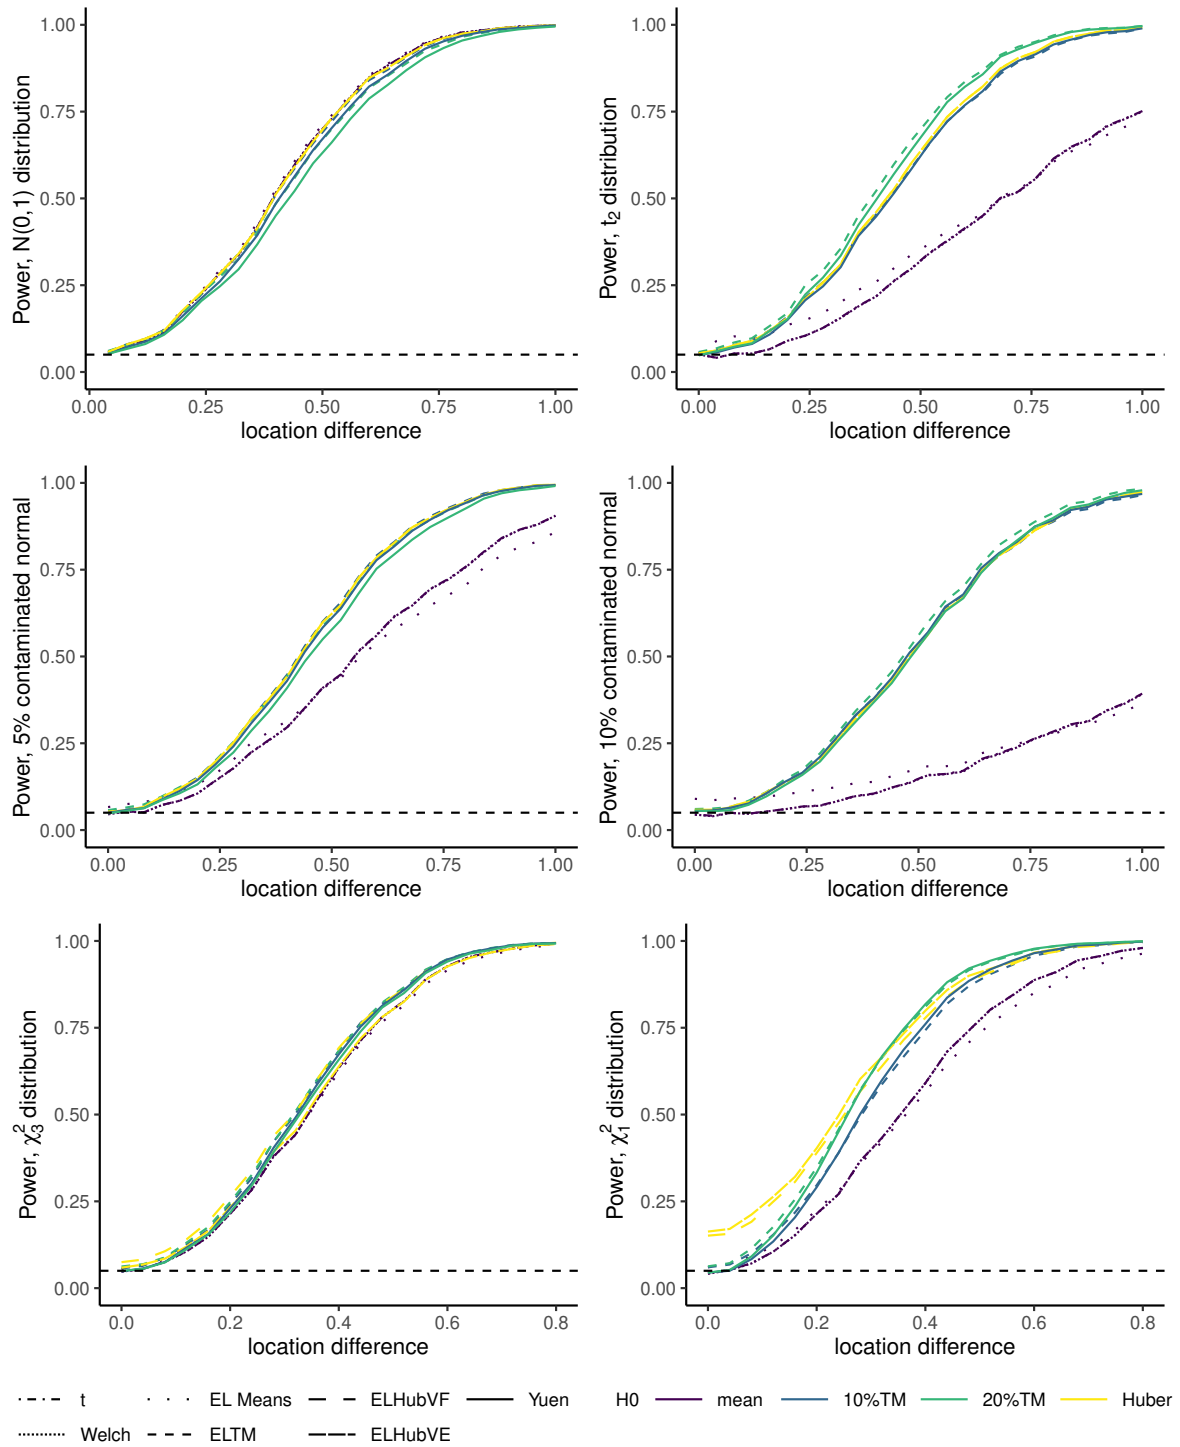 Power, N(0,1) distribution
1.00
0.75
0.50
0.25
0.00
0.00 0.25 0.50 0.75 1.00
location difference
Power, t₂ distribution
1.00
0.75
0.50
0.25
0.00
0.00 0.25 0.50 0.75 1.00
location difference
Power, 5% contaminated normal
1.00
0.75
0.50
0.25
0.00
0.00 0.25 0.50 0.75 1.00
location difference
Power, 10% contaminated normal
1.00
0.75
0.50
0.25
0.00
0.00 0.25 0.50 0.75 1.00
location difference
Power, χ²₃ distribution
1.00
0.75
0.50
0.25
0.00
0.0 0.2 0.4 0.6 0.8
location difference
Power, χ²₁ distribution
1.00
0.75
0.50
0.25
0.00
0.0 0.2 0.4 0.6 0.8
location difference
t EL Means ELHubVF Yuen H0 mean 10%TM 20%TM Huber
Welch ELTM ELHubVE